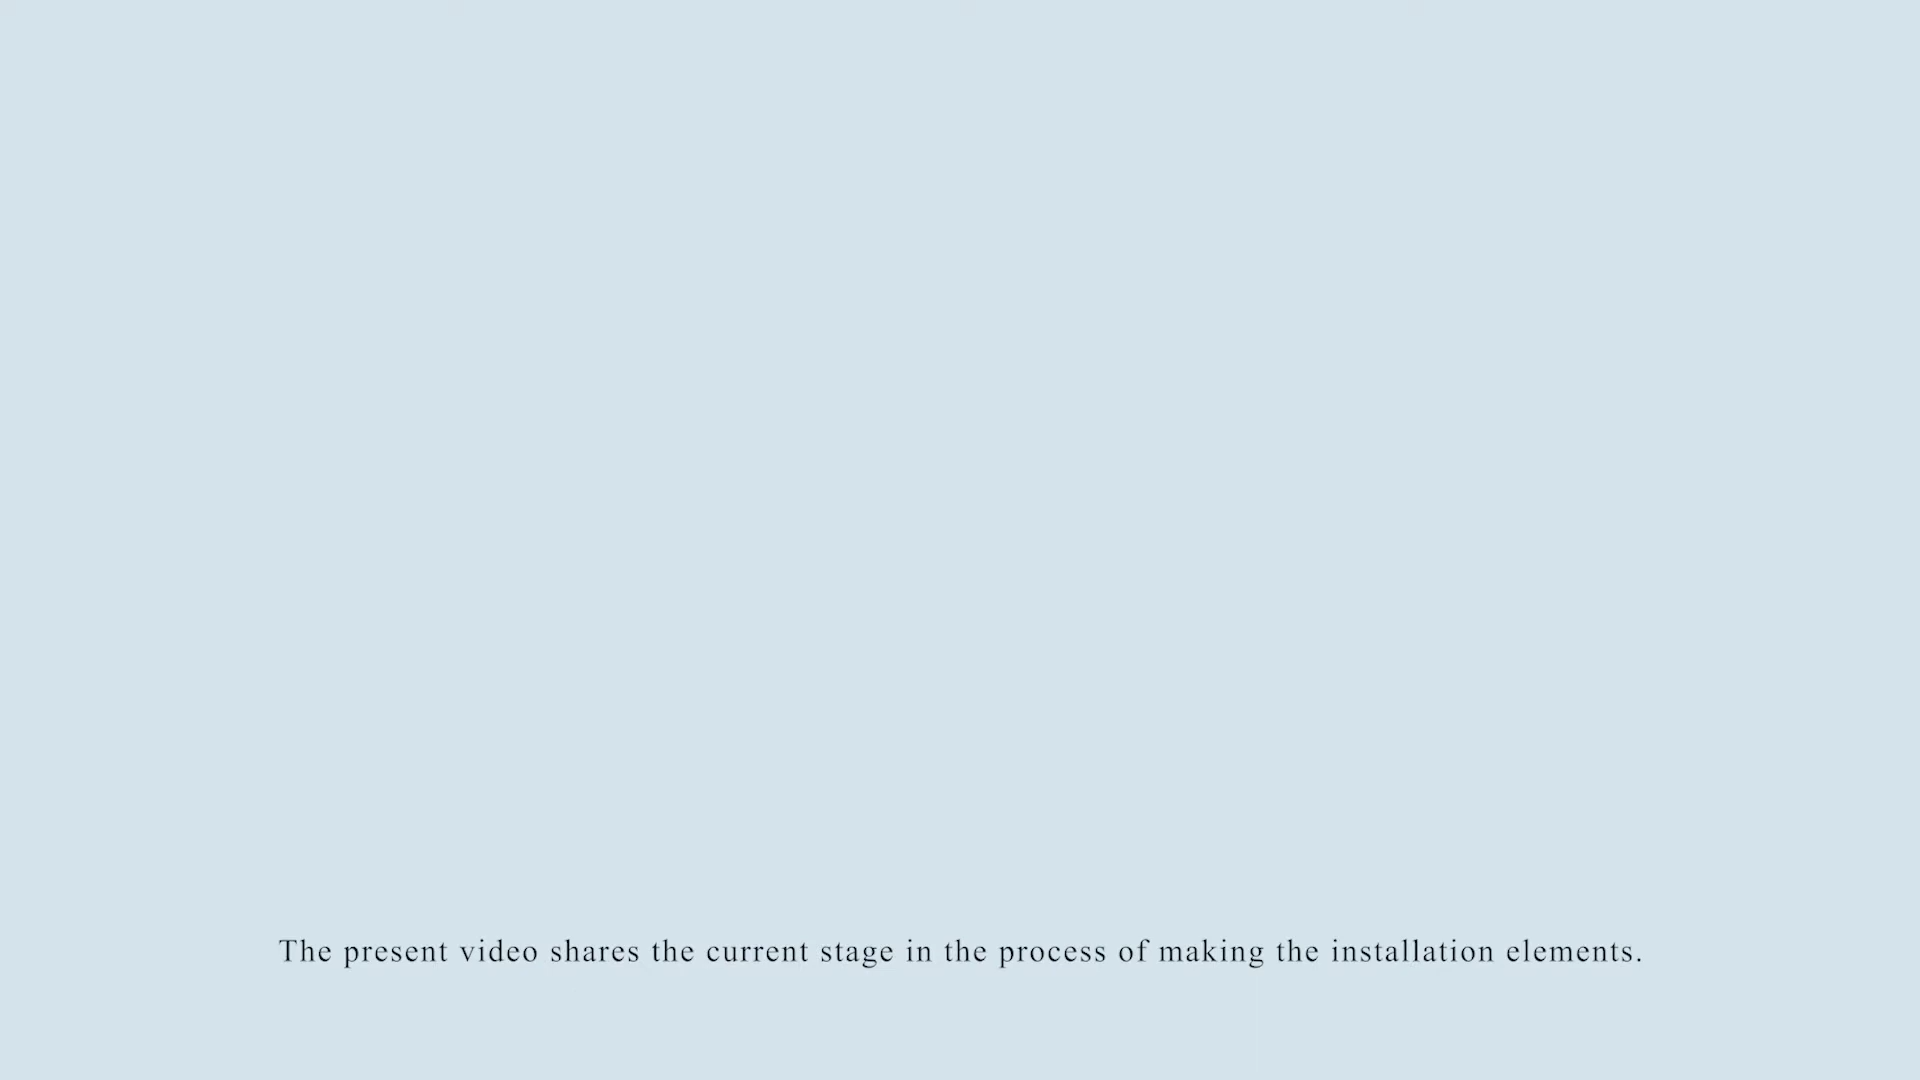 The present video shares the current stage in the process of making the installation elements.